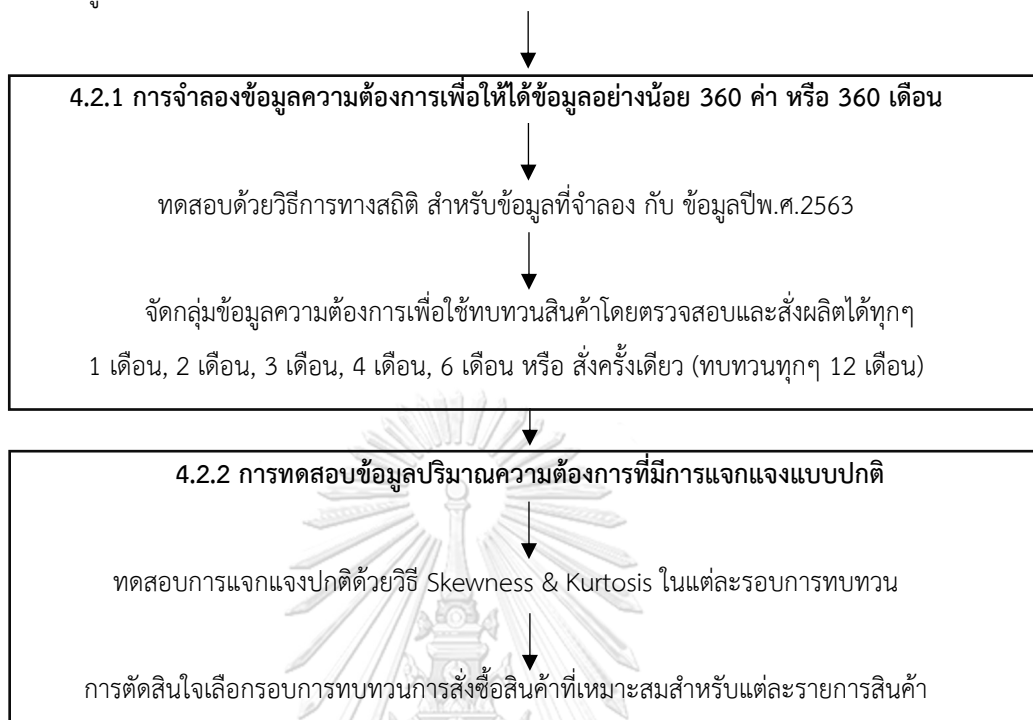 4.2.1 การจำลองข้อมูลความต้องการเพื่อให้ได้ข้อมูลอย่างน้อย 360 ค่า หรือ 360 เดือน
ทดสอบด้วยวิธีการทางสถิติ สำหรับข้อมูลที่จำลอง กับ ข้อมูลปีพ.ศ.2563
จัดกลุ่มข้อมูลความต้องการเพื่อใช้ทบทวนสินค้าโดยตรวจสอบและสั่งผลิตได้ทุกๆ
1 เดือน, 2 เดือน, 3 เดือน, 4 เดือน, 6 เดือน หรือ สั่งครั้งเดียว (ทบทวนทุกๆ 12 เดือน)
4.2.2 การทดสอบข้อมูลปริมาณความต้องการที่มีการแจกแจงแบบปกติ
ทดสอบการแจกแจงปกติด้วยวิธี Skewness & Kurtosis ในแต่ละรอบการทบทวน
การตัดสินใจเลือกรอบการทบทวนการสั่งซื้อสินค้าที่เหมาะสมสำหรับแต่ละรายการสินค้า